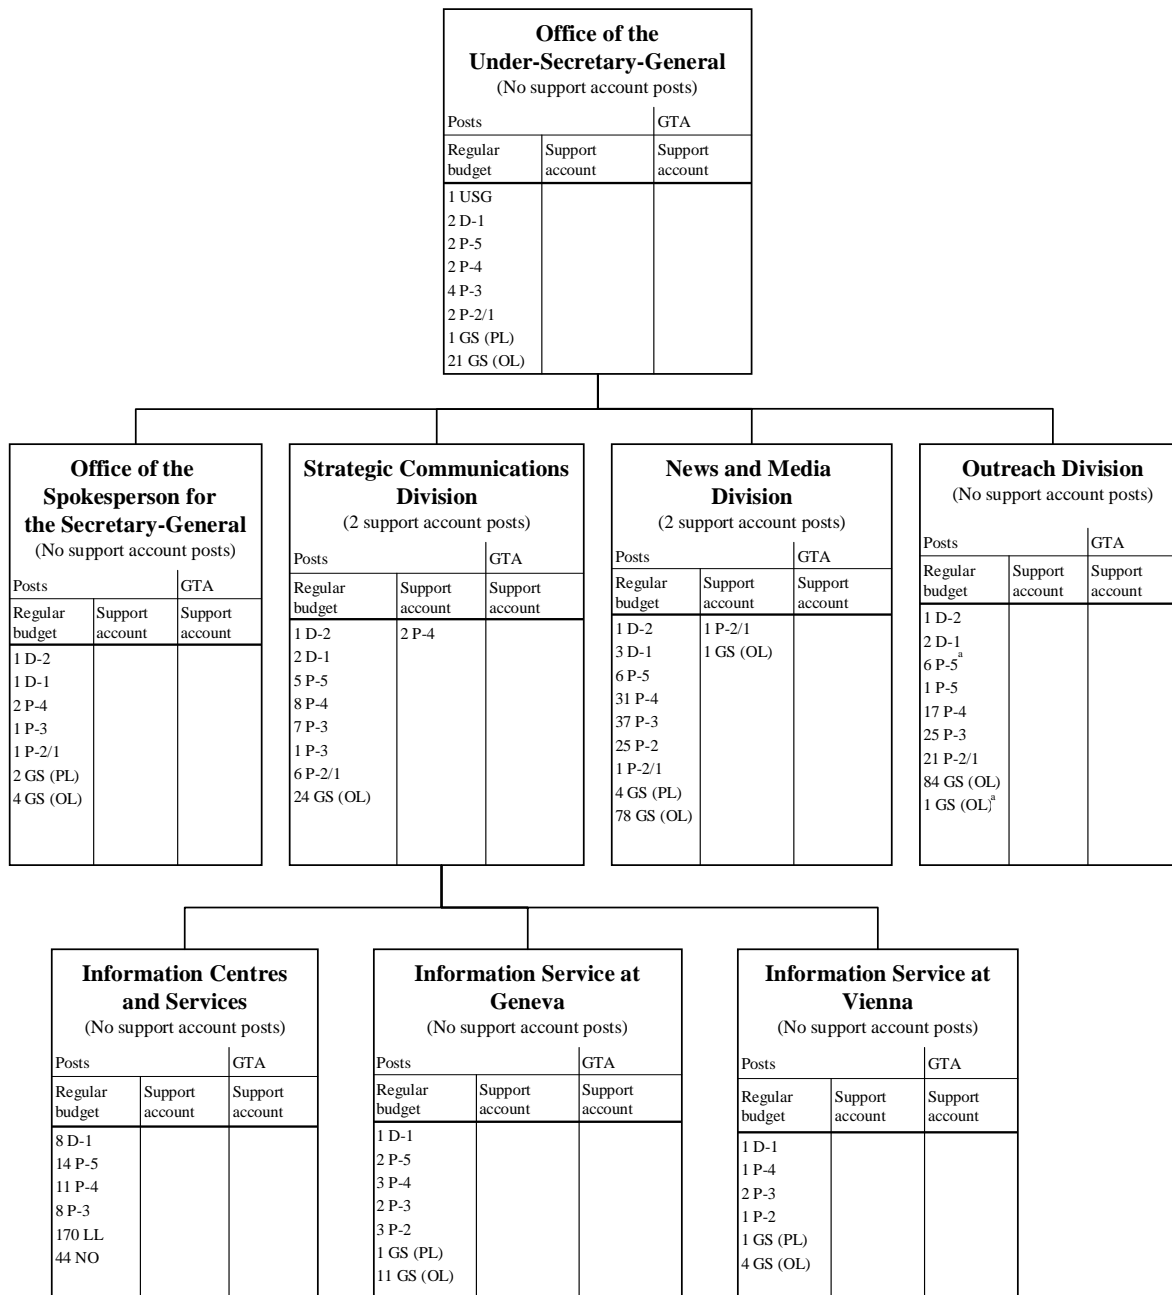 Office of the
Under-Secretary-General
(No support account posts)
Posts GTA
Regular budget Support account Support account
1 USG
2 D-1
2 P-5
2 P-4
4 P-3
2 P-2/1
1 GS (PL)
21 GS (OL)
Office of the
Spokesperson for
the Secretary-General
(No support account posts)
Posts GTA
Regular budget Support account Support account
1 D-2
1 D-1
2 P-4
1 P-3
1 P-2/1
2 GS (PL)
4 GS (OL)
Strategic Communications
Division
(2 support account posts)
Posts GTA
Regular budget Support account Support account
1 D-2 2 P-4
2 D-1
5 P-5
8 P-4
7 P-3
1 P-3
6 P-2/1
24 GS (OL)
News and Media
Division
(2 support account posts)
Posts GTA
Regular budget Support account Support account
1 D-2 1 P-2/1
3 D-1 1 GS (OL)
6 P-5
31 P-4
37 P-3
25 P-2
1 P-2/1
4 GS (PL)
78 GS (OL)
Outreach Division
(No support account posts)
Posts GTA
Regular budget Support account Support account
1 D-2
2 D-1
6 P-5a
1 P-5
17 P-4
25 P-3
21 P-2/1
84 GS (OL)
1 GS (OL)a
Information Centres
and Services
(No support account posts)
Posts GTA
Regular budget Support account Support account
8 D-1
14 P-5
11 P-4
8 P-3
170 LL
44 NO
Information Service at
Geneva
(No support account posts)
Posts GTA
Regular budget Support account Support account
1 D-1
2 P-5
3 P-4
2 P-3
3 P-2
1 GS (PL)
11 GS (OL)
Information Service at
Vienna
(No support account posts)
Posts GTA
Regular budget Support account Support account
1 D-1
1 P-4
2 P-3
1 P-2
1 GS (PL)
4 GS (OL)